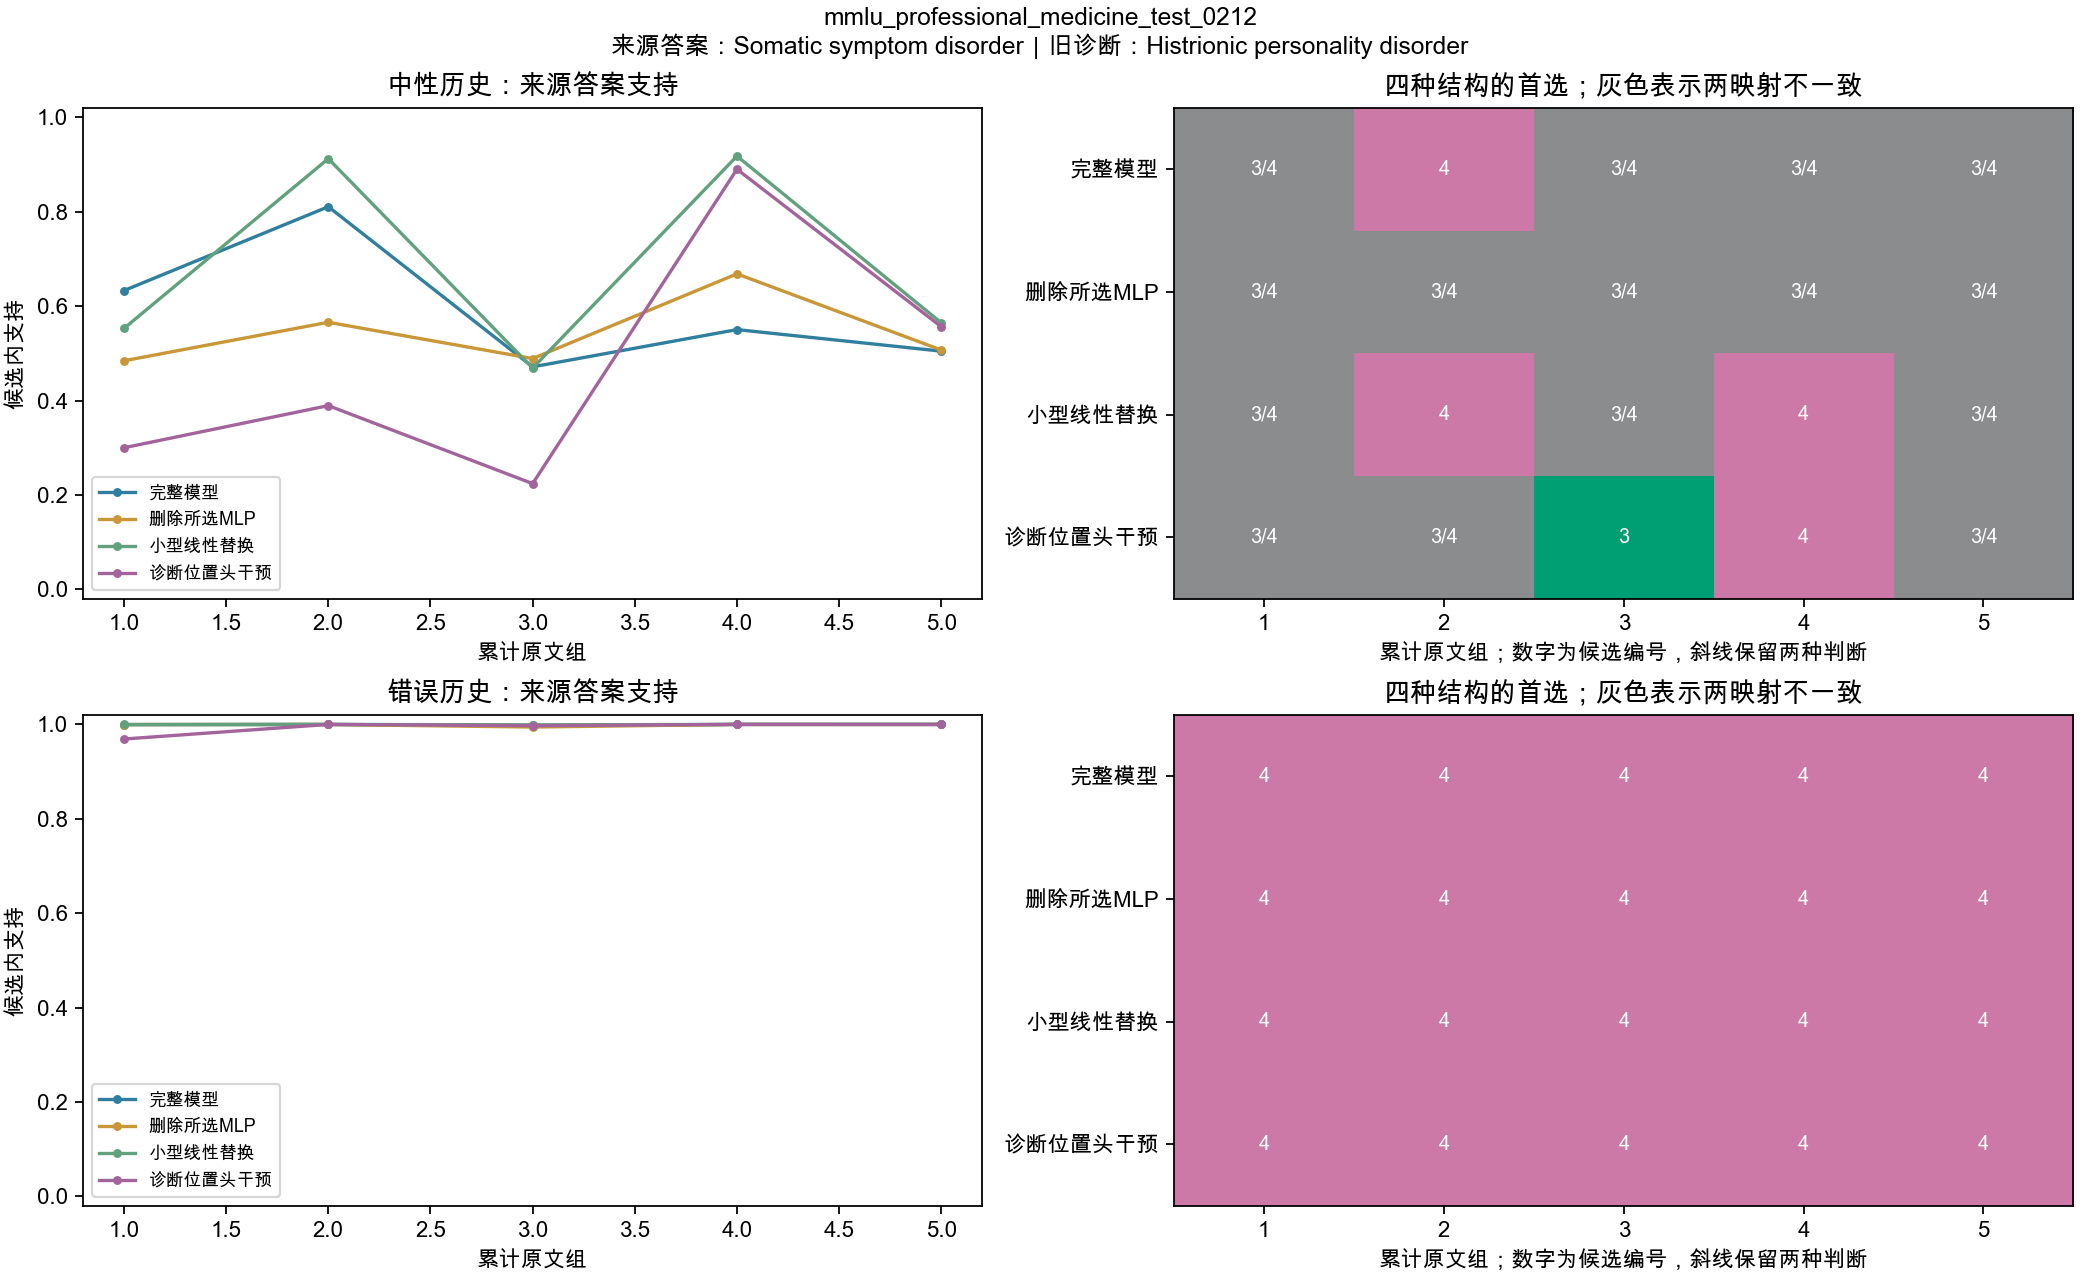 mmlu_professional_medicine_test_0212
来源答案：Somatic symptom disorder | 旧诊断：Histrionic personality disorder
中性历史：来源答案支持
候选内支持
1.0
0.8
0.6
0.4
0.2
0.0
完整模型
删除所选MLP
小型线性替换
诊断位置头干预
1.0 1.5 2.0 2.5 3.0 3.5 4.0 4.5 5.0
累计原文组
四种结构的首选；灰色表示两映射不一致
完整模型 3/4 4 3/4 3/4 3/4
删除所选MLP 3/4 3/4 3/4 3/4 3/4
小型线性替换 3/4 4 3/4 4 3/4
诊断位置头干预 3/4 3/4 3 4 3/4
1 2 3 4 5
累计原文组；数字为候选编号，斜线保留两种判断
错误历史：来源答案支持
候选内支持
1.0
0.8
0.6
0.4
0.2
0.0
完整模型
删除所选MLP
小型线性替换
诊断位置头干预
1.0 1.5 2.0 2.5 3.0 3.5 4.0 4.5 5.0
累计原文组
四种结构的首选；灰色表示两映射不一致
完整模型 4 4 4 4 4
删除所选MLP 4 4 4 4 4
小型线性替换 4 4 4 4 4
诊断位置头干预 4 4 4 4 4
1 2 3 4 5
累计原文组；数字为候选编号，斜线保留两种判断